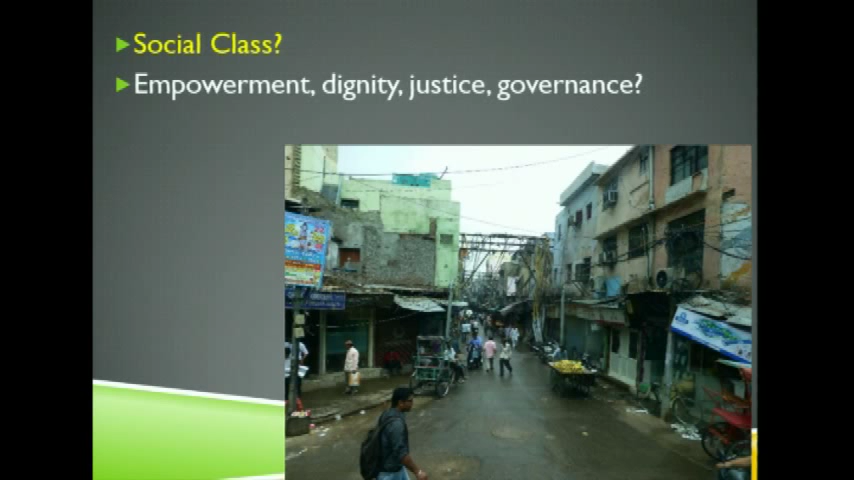 Social Class?
Empowerment, dignity, justice, governance?